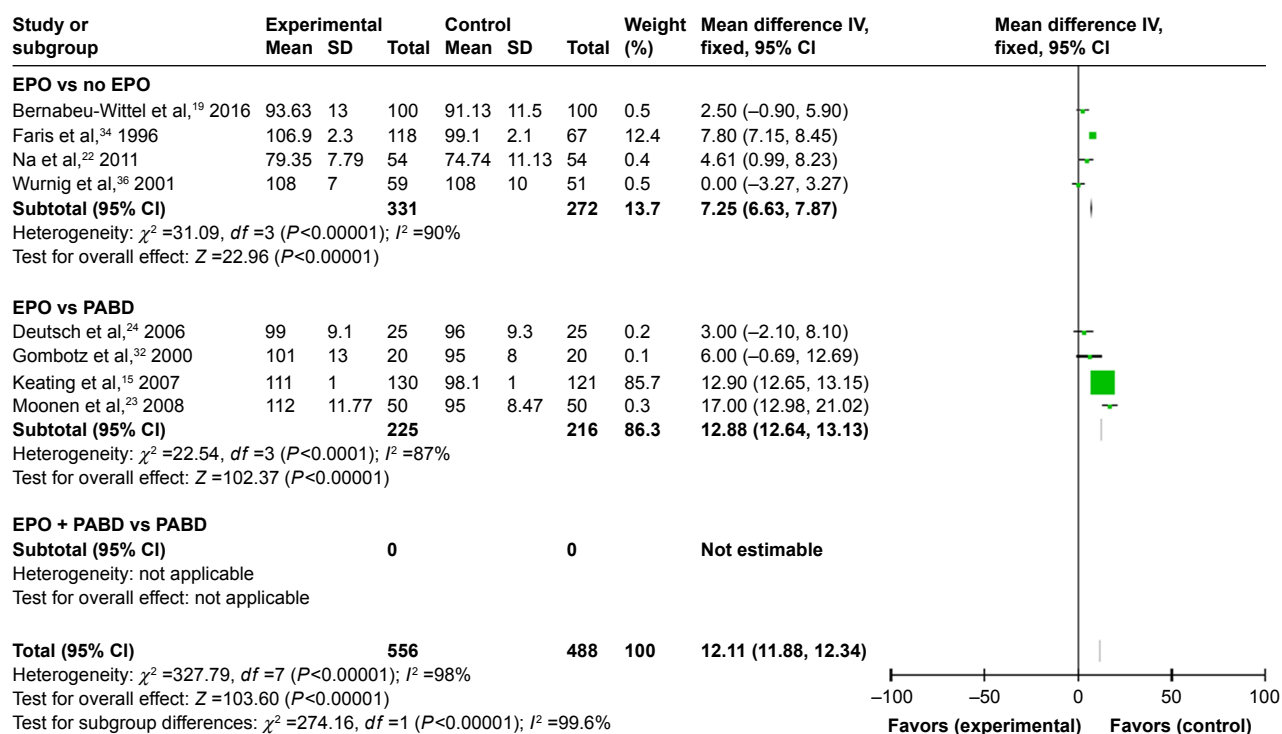 Study or subgroup Experimental Control Weight (%) Mean difference IV, fixed, 95% CI Mean difference IV, fixed, 95% CI
Mean SD Total Mean SD Total
EPO vs no EPO
Bernabeu-Wittel et al,¹⁹ 2016 93.63 13 100 91.13 11.5 100 0.5 2.50 (–0.90, 5.90)
Faris et al,³⁴ 1996 106.9 2.3 118 99.1 2.1 67 12.4 7.80 (7.15, 8.45)
Na et al,²² 2011 79.35 7.79 54 74.74 11.13 54 0.4 4.61 (0.99, 8.23)
Wurnig et al,³⁶ 2001 108 7 59 108 10 51 0.5 0.00 (–3.27, 3.27)
Subtotal (95% CI) 331 272 13.7 7.25 (6.63, 7.87)
Heterogeneity: χ² =31.09, df =3 (P<0.00001); I² =90%
Test for overall effect: Z =22.96 (P<0.00001)
EPO vs PABD
Deutsch et al,²⁴ 2006 99 9.1 25 96 9.3 25 0.2 3.00 (–2.10, 8.10)
Gombotz et al,³² 2000 101 13 20 95 8 20 0.1 6.00 (–0.69, 12.69)
Keating et al,¹⁵ 2007 111 1 130 98.1 1 121 85.7 12.90 (12.65, 13.15)
Moonen et al,²³ 2008 112 11.77 50 95 8.47 50 0.3 17.00 (12.98, 21.02)
Subtotal (95% CI) 225 216 86.3 12.88 (12.64, 13.13)
Heterogeneity: χ² =22.54, df =3 (P<0.0001); I² =87%
Test for overall effect: Z =102.37 (P<0.00001)
EPO + PABD vs PABD
Subtotal (95% CI) 0 0 Not estimable
Heterogeneity: not applicable
Test for overall effect: not applicable
Total (95% CI) 556 488 100 12.11 (11.88, 12.34)
Heterogeneity: χ² =327.79, df =7 (P<0.00001); I² =98%
Test for overall effect: Z =103.60 (P<0.00001)
Test for subgroup differences: χ² =274.16, df =1 (P<0.00001); I² =99.6%
–100 –50 0 50 100
Favors (experimental) Favors (control)